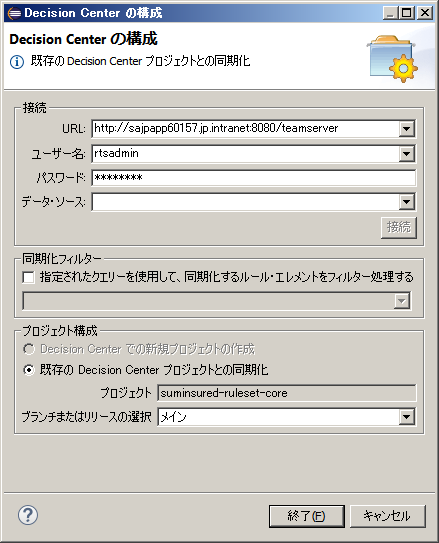 Decision Center の構成
Decision Center の構成
既存の Decision Center プロジェクトとの同期化
接続
URL: http://sajpapp60157.jp.intranet:8080/teamserver
ユーザー名: rtsadmin
パスワード: ********
データ・ソース:
接続
同期化フィルター
指定されたクエリーを使用して、同期化するルール・エレメントをフィルター処理する
プロジェクト構成
Decision Center での新規プロジェクトの作成
既存の Decision Center プロジェクトとの同期化
プロジェクト suminsured-ruleset-core
ブランチまたはリリースの選択 メイン
終了(F) キャンセル